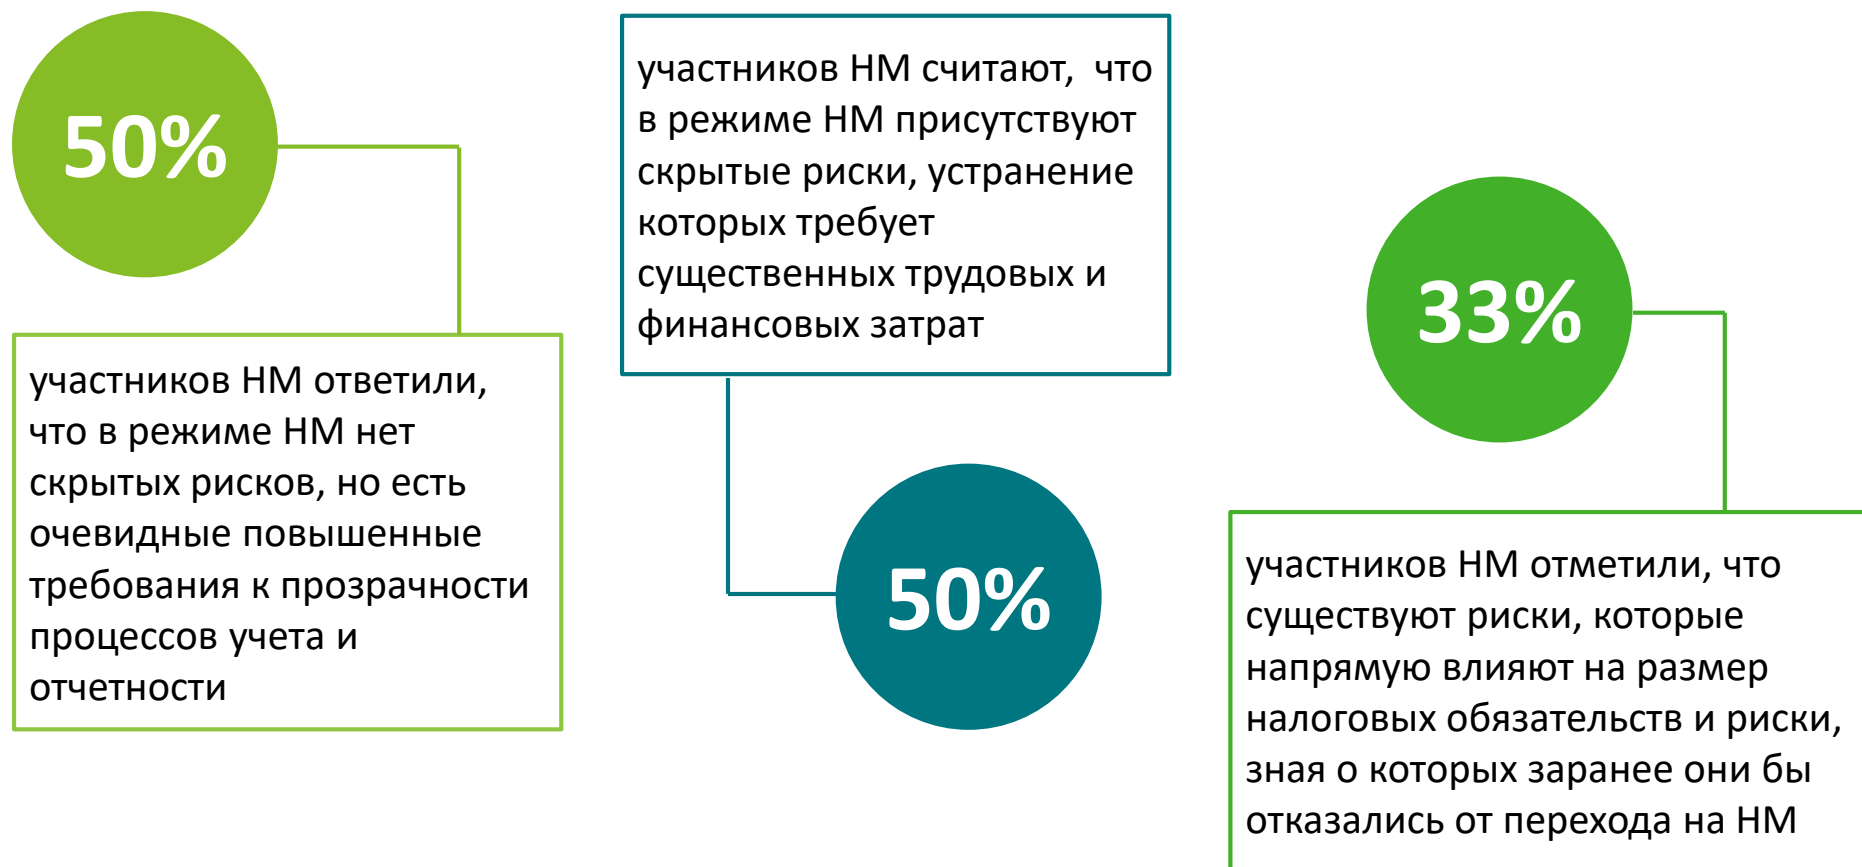 50%
участников НМ ответили,
что в режиме НМ нет
скрытых рисков, но есть
очевидные повышенные
требования к прозрачности
процессов учета и
отчетности
участников НМ считают,  что
в режиме НМ присутствуют
скрытые риски, устранение
которых требует
существенных трудовых и
финансовых затрат
50%
33%
участников НМ отметили, что
существуют риски, которые
напрямую влияют на размер
налоговых обязательств и риски,
зная о которых заранее они бы
отказались от перехода на НМ